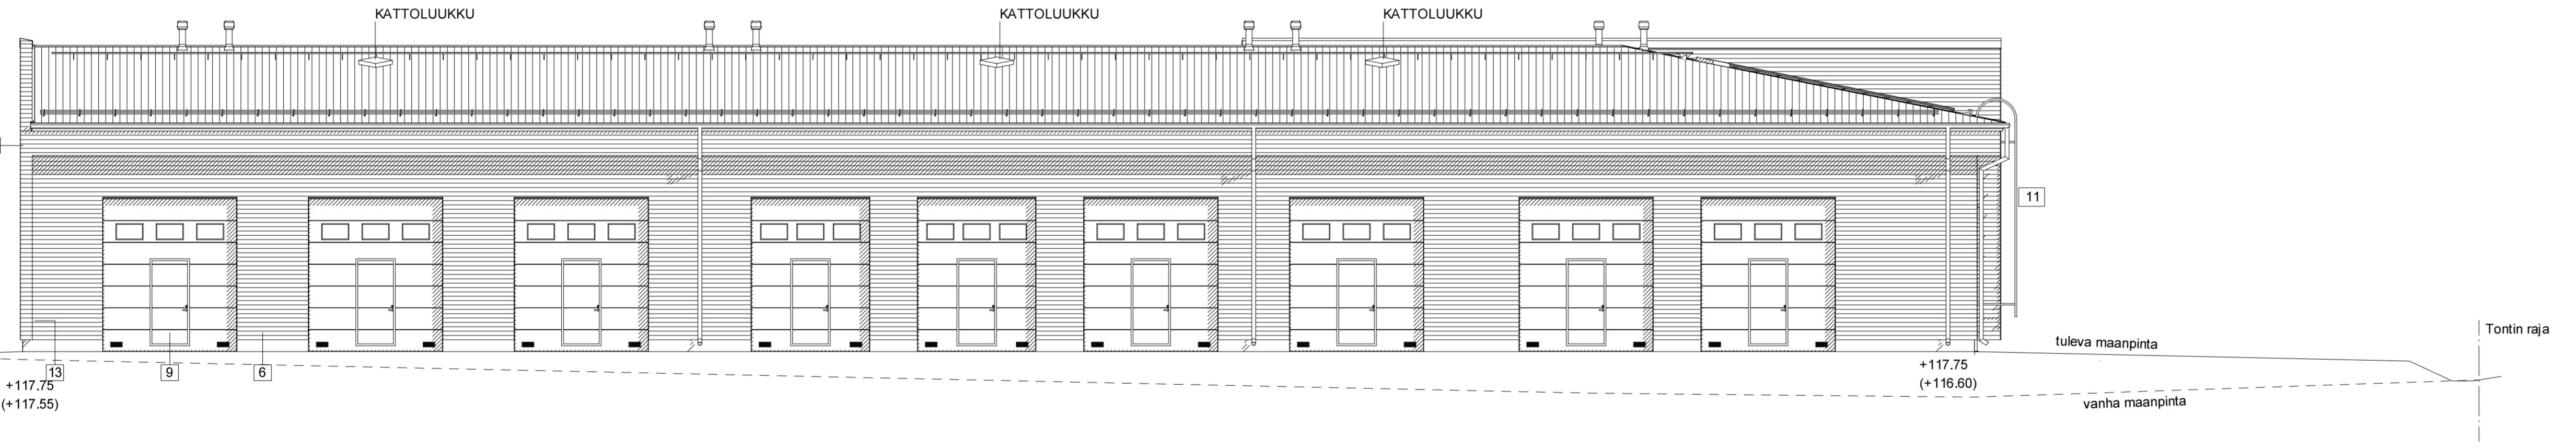 KATTOLUUKKU
KATTOLUUKKU
KATTOLUUKKU
11
Tontin raja
tuleva maanpinta
13
9
6
+117.75
(+116.60)
+117.75
(+117.55)
vanha maanpinta